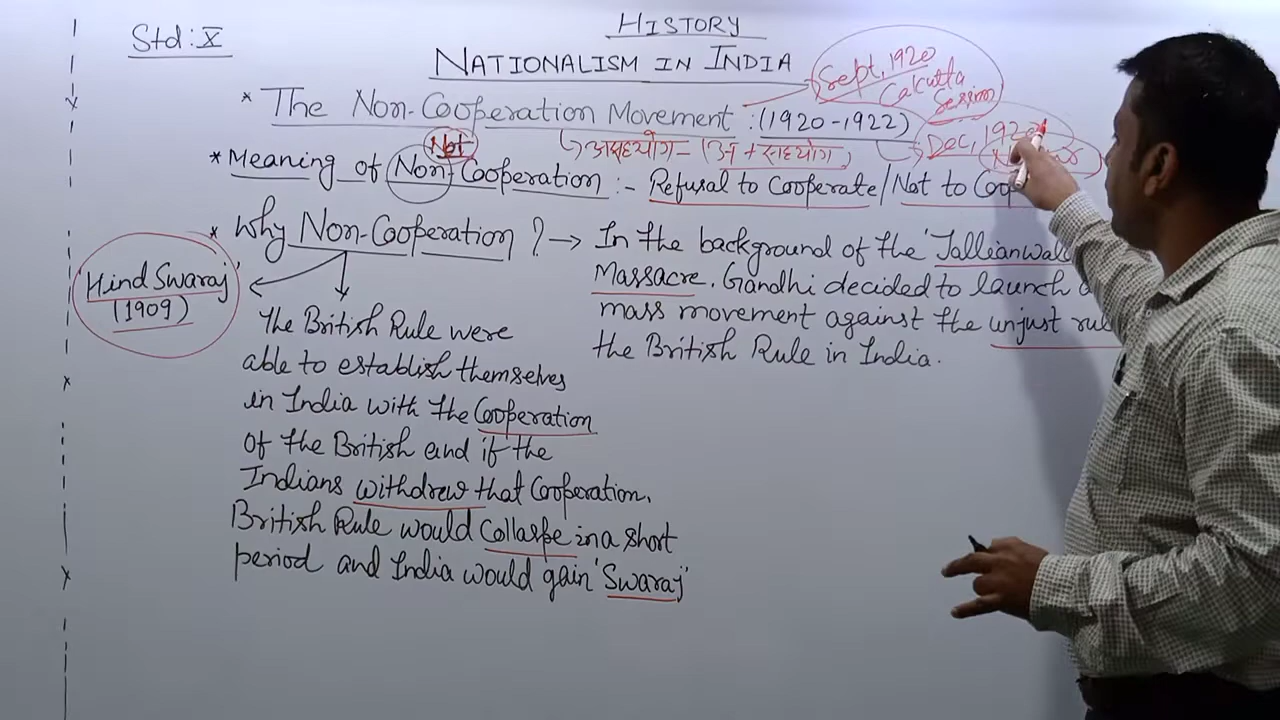 Std: X
HISTORY
NATIONALISM IN INDIA
Sept, 1920
Calcutta
Session
* The Non-Cooperation Movement : (1920-1922)
Dec, 1920
Not
असहयोग - (अ + सहयोग)
* Meaning of Non-Cooperation :- Refusal to Cooperate / Not to
* Why Non-Cooperation ? → In the background of the 'Jallianwal
Massacre. Gandhi decided to launch
mass movement against the unjust
the British Rule in India.
'Hind Swaraj'
(1909)
The British Rule were
able to establish themselves
in India with the Cooperation
of the British and if the
Indians withdrew that Cooperation,
British Rule would Collaspe in a short
period and India would gain 'Swaraj'